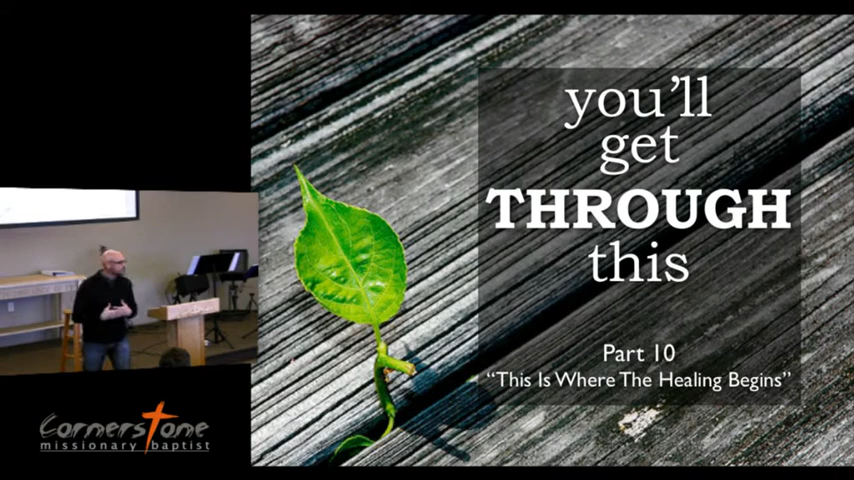 you'll
get
THROUGH
this
Part 10
“This Is Where The Healing Begins”
Cornerstone
missionary baptist